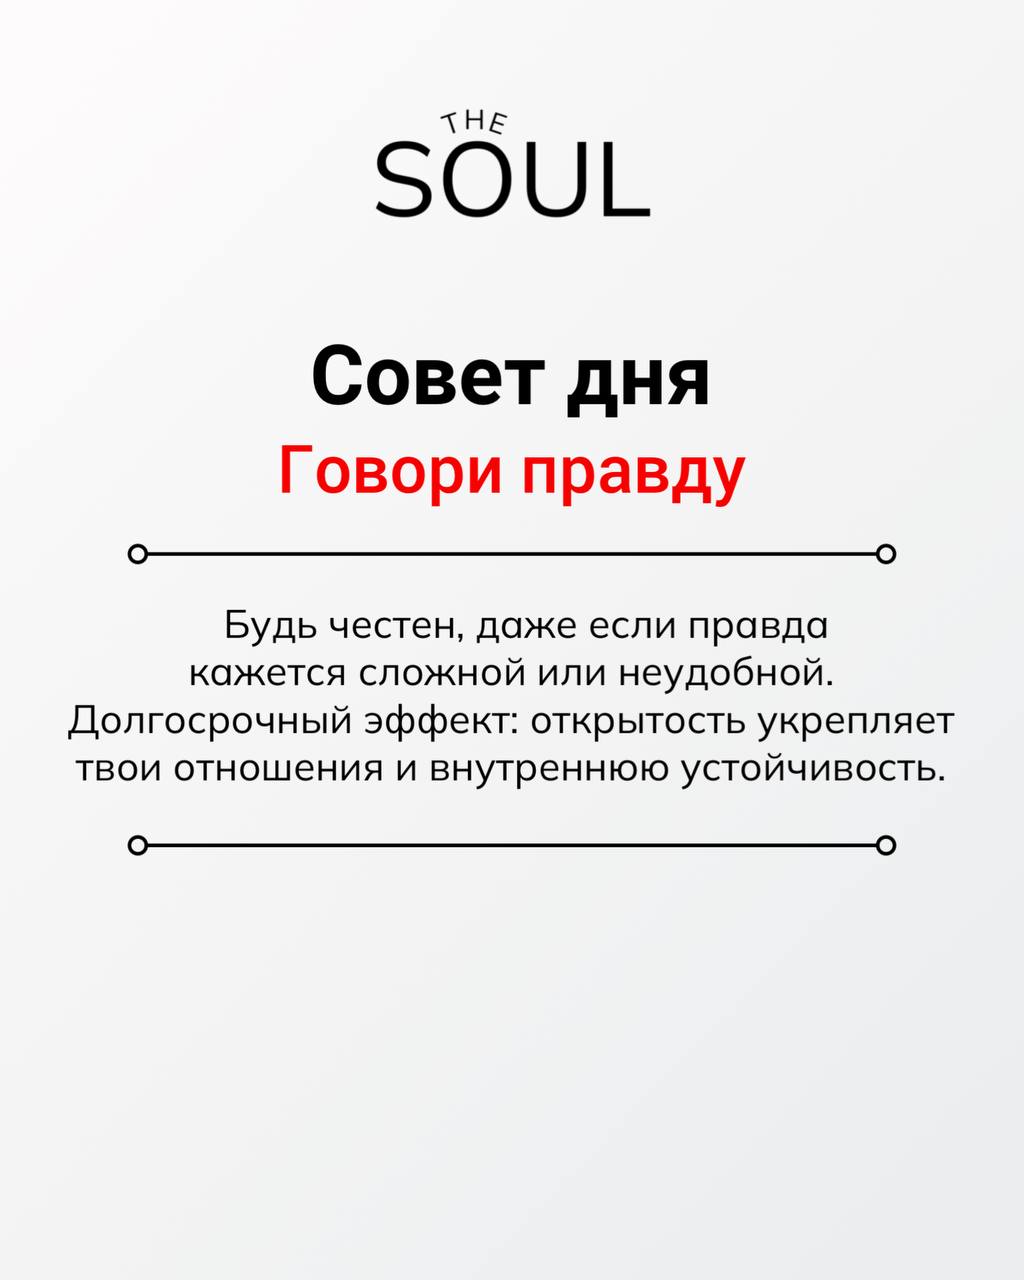 THE
SOUL
Совет дня
Говори правду
Будь честен, даже если правда
кажется сложной или неудобной.
Долгосрочный эффект: открытость укрепляет
твои отношения и внутреннюю устойчивость.